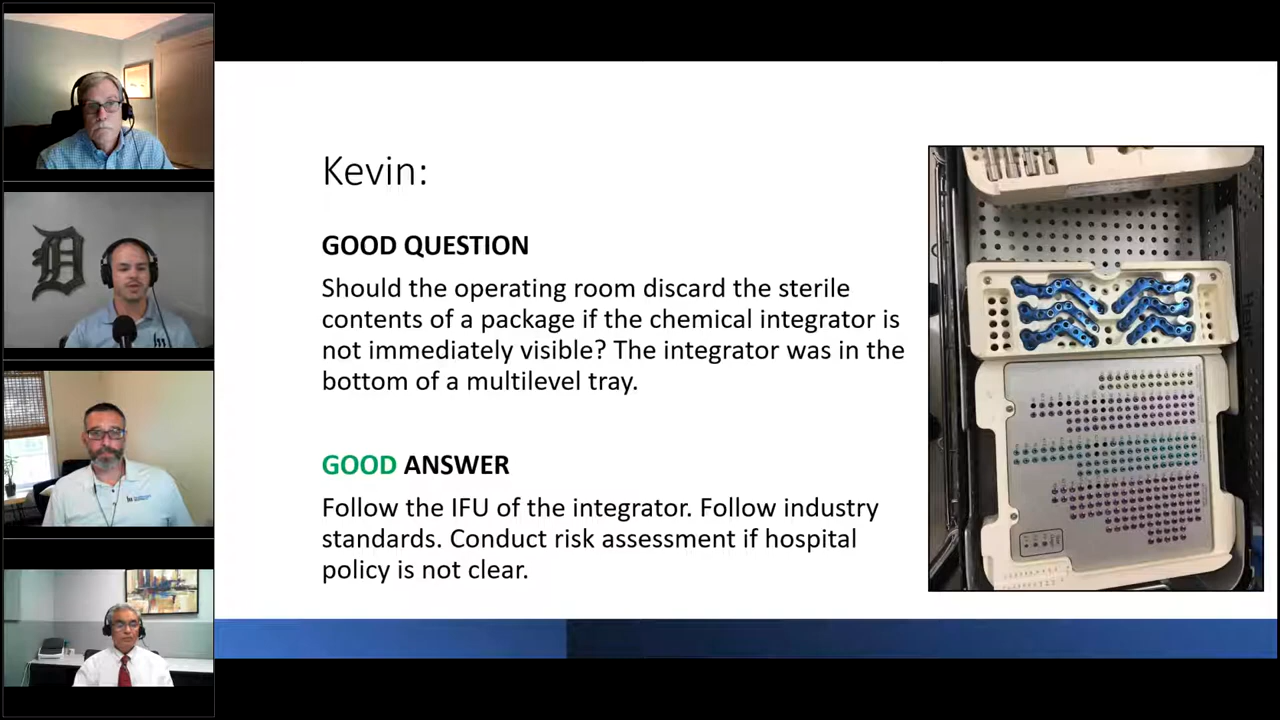 Kevin:
GOOD QUESTION
Should the operating room discard the sterile
contents of a package if the chemical integrator is
not immediately visible? The integrator was in the
bottom of a multilevel tray.
GOOD ANSWER
Follow the IFU of the integrator. Follow industry
standards. Conduct risk assessment if hospital
policy is not clear.